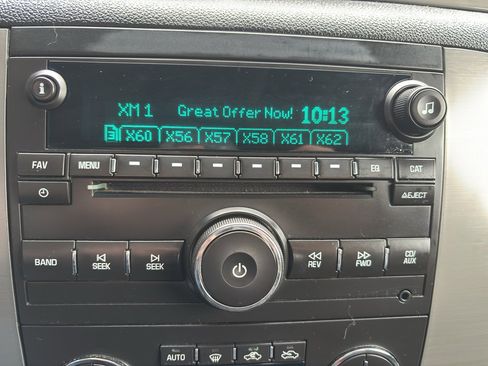 XM 1 Great Offer Now! 10:13
X60 X56 X57 X58 X61 X62
FAV MENU EQ CAT
EJECT
BAND SEEK SEEK REV FWD CD/AUX
AUTO